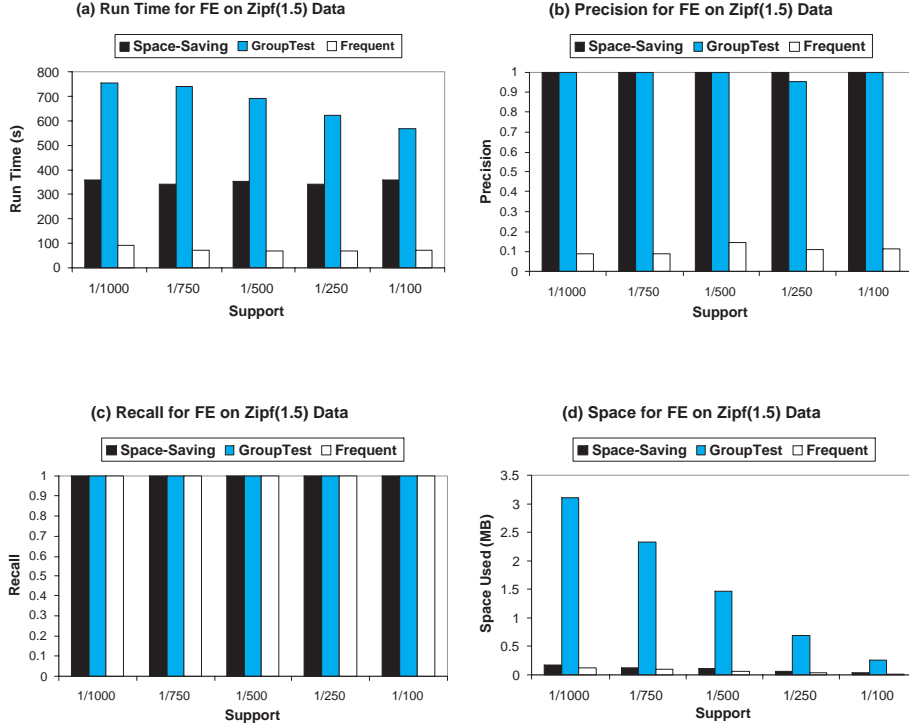 (a) Run Time for FE on Zipf(1.5) Data
Space-Saving GroupTest Frequent
800
700
600
500
400
300
200
100
0
Run Time (s)
1/1000 1/750 1/500 1/250 1/100
Support
(b) Precision for FE on Zipf(1.5) Data
Space-Saving GroupTest Frequent
1
0.9
0.8
0.7
0.6
0.5
0.4
0.3
0.2
0.1
0
Precision
1/1000 1/750 1/500 1/250 1/100
Support
(c) Recall for FE on Zipf(1.5) Data
Space-Saving GroupTest Frequent
1
0.9
0.8
0.7
0.6
0.5
0.4
0.3
0.2
0.1
0
Recall
1/1000 1/750 1/500 1/250 1/100
Support
(d) Space for FE on Zipf(1.5) Data
Space-Saving GroupTest Frequent
3.5
3
2.5
2
1.5
1
0.5
0
Space Used (MB)
1/1000 1/750 1/500 1/250 1/100
Support